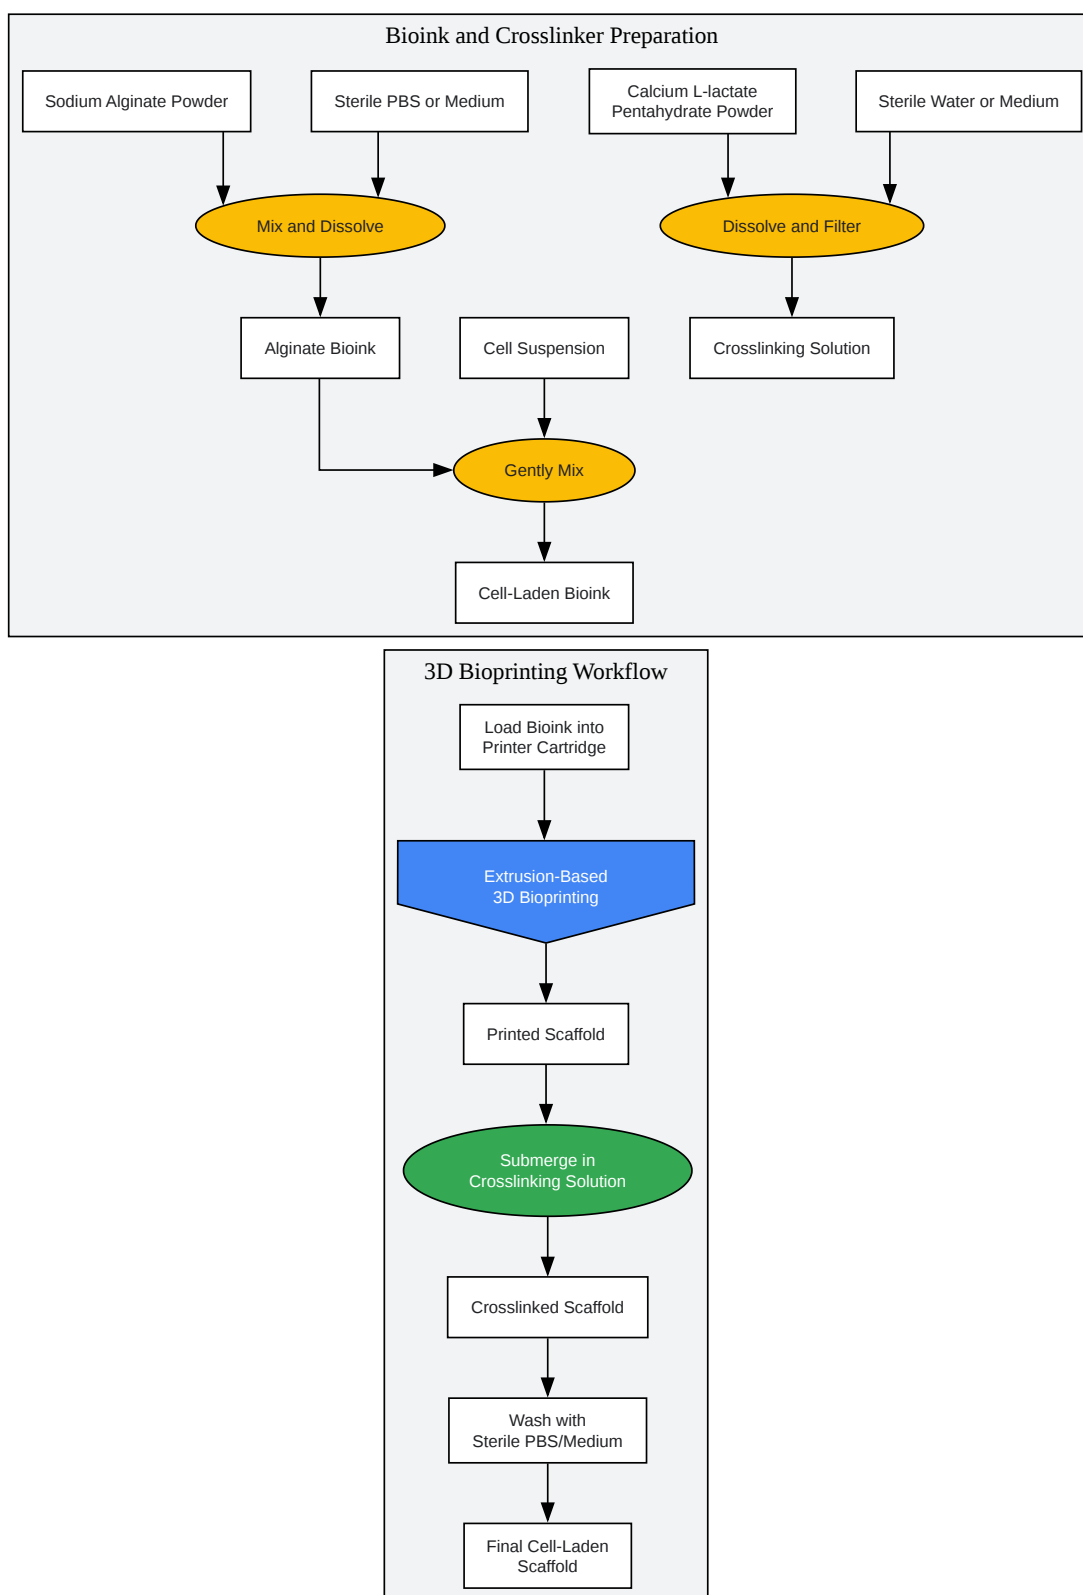 Bioink and Crosslinker Preparation
Sodium Alginate Powder
Sterile PBS or Medium
Calcium L-lactate
Pentahydrate Powder
Sterile Water or Medium
Mix and Dissolve
Dissolve and Filter
Alginate Bioink
Cell Suspension
Crosslinking Solution
Gently Mix
Cell-Laden Bioink
3D Bioprinting Workflow
Load Bioink into
Printer Cartridge
Extrusion-Based
3D Bioprinting
Printed Scaffold
Submerge in
Crosslinking Solution
Crosslinked Scaffold
Wash with
Sterile PBS/Medium
Final Cell-Laden
Scaffold